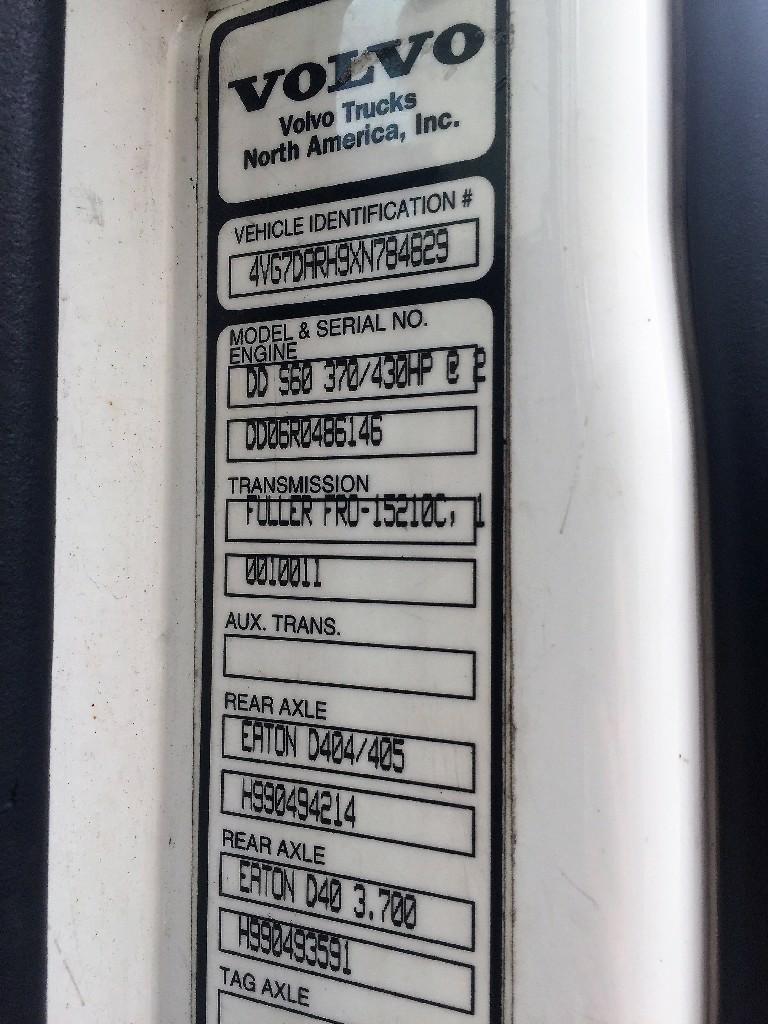 VOLVO
Volvo Trucks
North America, Inc.
VEHICLE IDENTIFICATION #
4VG7DARH9XN784829
MODEL & SERIAL NO.
ENGINE
DD S60 370/430HP @ 2
DD06R0486146
TRANSMISSION
FULLER FRO-15210C, 1
0010011
AUX. TRANS.
REAR AXLE
EATON D404/405
H990494214
REAR AXLE
EATON D40 3.700
H990493591
TAG AXLE